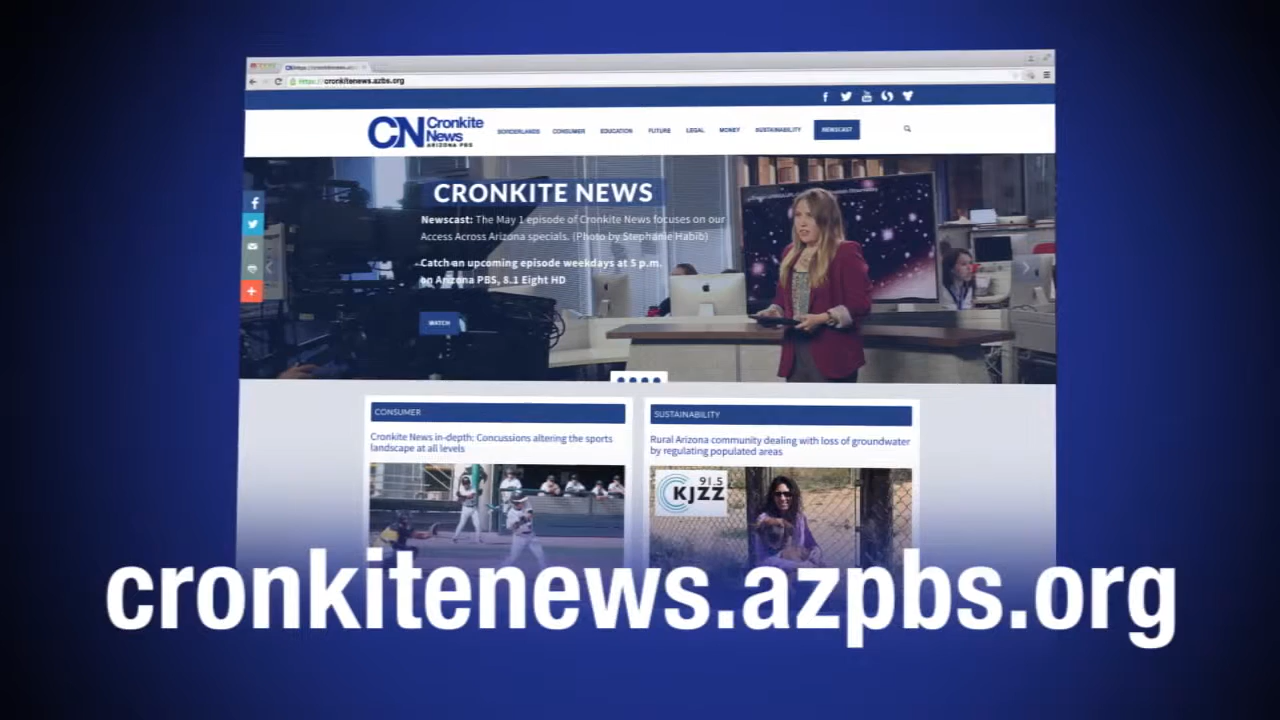 https://cronkitenews.azpbs.org
CN Cronkite
News
ARIZONA PBS
BORDERLANDS CONSUMER EDUCATION FUTURE LEGAL MONEY SUSTAINABILITY NEWSCAST
CRONKITE NEWS
Newscast: The May 1 episode of Cronkite News focuses on our
Access Across Arizona specials. (Photo by Stephanie Habib)
Catch an upcoming episode weekdays at 5 p.m.
on Arizona PBS, 8.1 Eight HD
WATCH
CONSUMER
Cronkite News in-depth: Concussions altering the sports
landscape at all levels
SUSTAINABILITY
Rural Arizona community dealing with loss of groundwater
by regulating populated areas
91.5
KJZZ
cronkitenews.azpbs.org